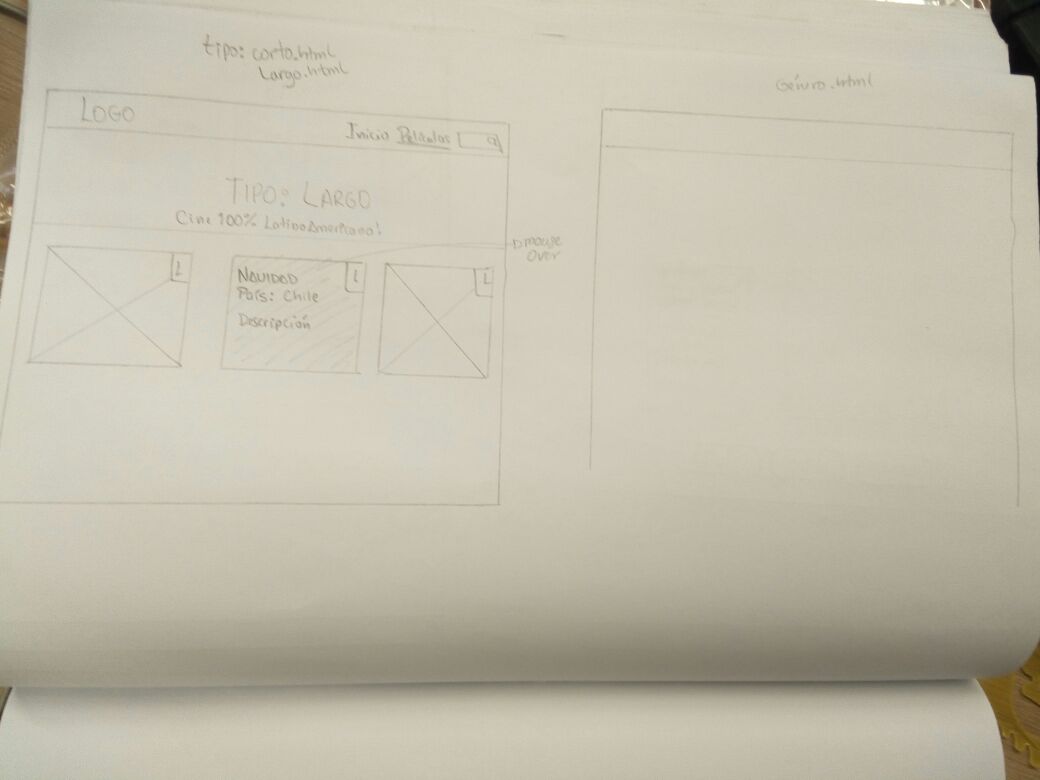 tipo: corto.html
Largo.html
LOGO
Inicio Películas
TIPO: LARGO
Cine 100% LatinoAmericano!
L
NAVIDAD
País: Chile
Descripción
L
L
mouse
Over
Género.html